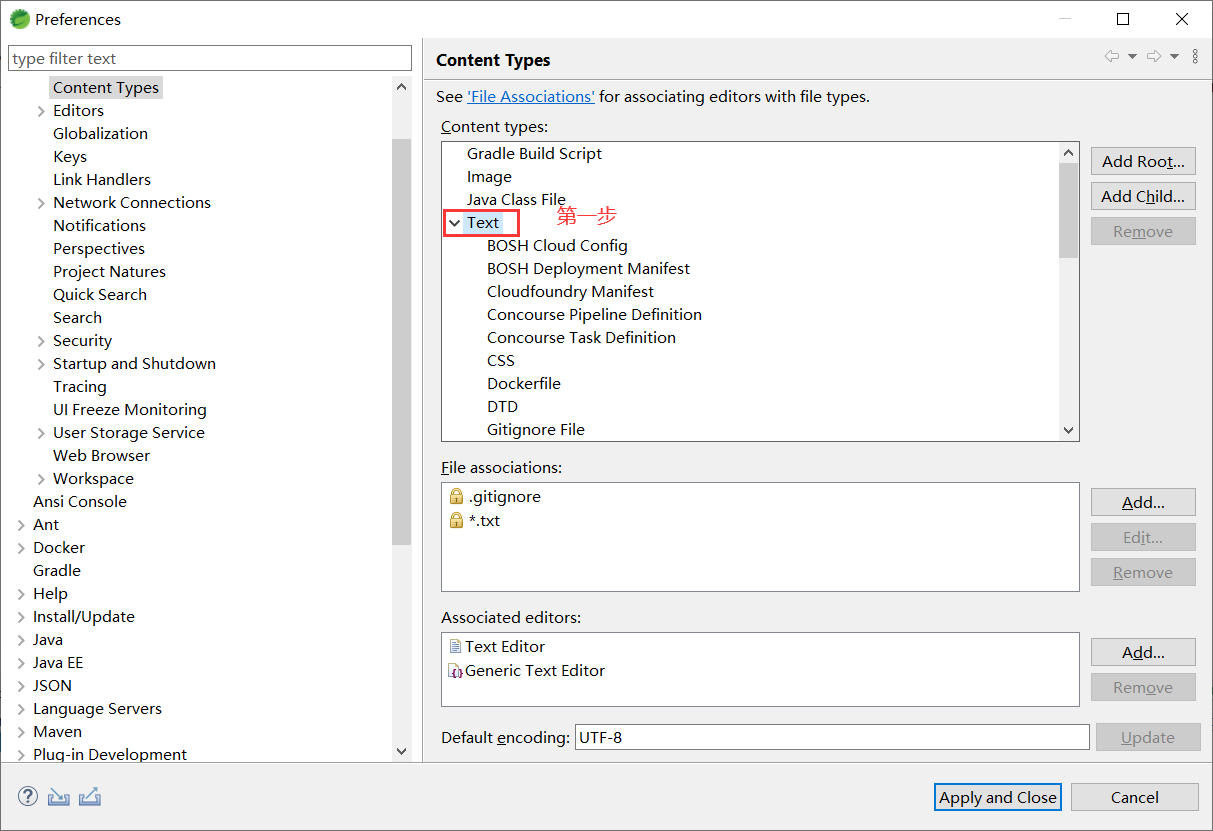 Preferences
type filter text
Content Types
Editors
Globalization
Keys
Link Handlers
Network Connections
Notifications
Perspectives
Project Natures
Quick Search
Search
Security
Startup and Shutdown
Tracing
UI Freeze Monitoring
User Storage Service
Web Browser
Workspace
Ansi Console
Ant
Docker
Gradle
Help
Install/Update
Java
Java EE
JSON
Language Servers
Maven
Plug-in Development
Content Types
See 'File Associations' for associating editors with file types.
Content types:
Gradle Build Script
Image
Java Class File
Text
第一步
BOSH Cloud Config
BOSH Deployment Manifest
Cloudfoundry Manifest
Concourse Pipeline Definition
Concourse Task Definition
CSS
Dockerfile
DTD
Gitignore File
Add Root...
Add Child...
Remove
File associations:
.gitignore
*.txt
Add...
Edit...
Remove
Associated editors:
Text Editor
Generic Text Editor
Add...
Remove
Default encoding: UTF-8
Update
Apply and Close
Cancel